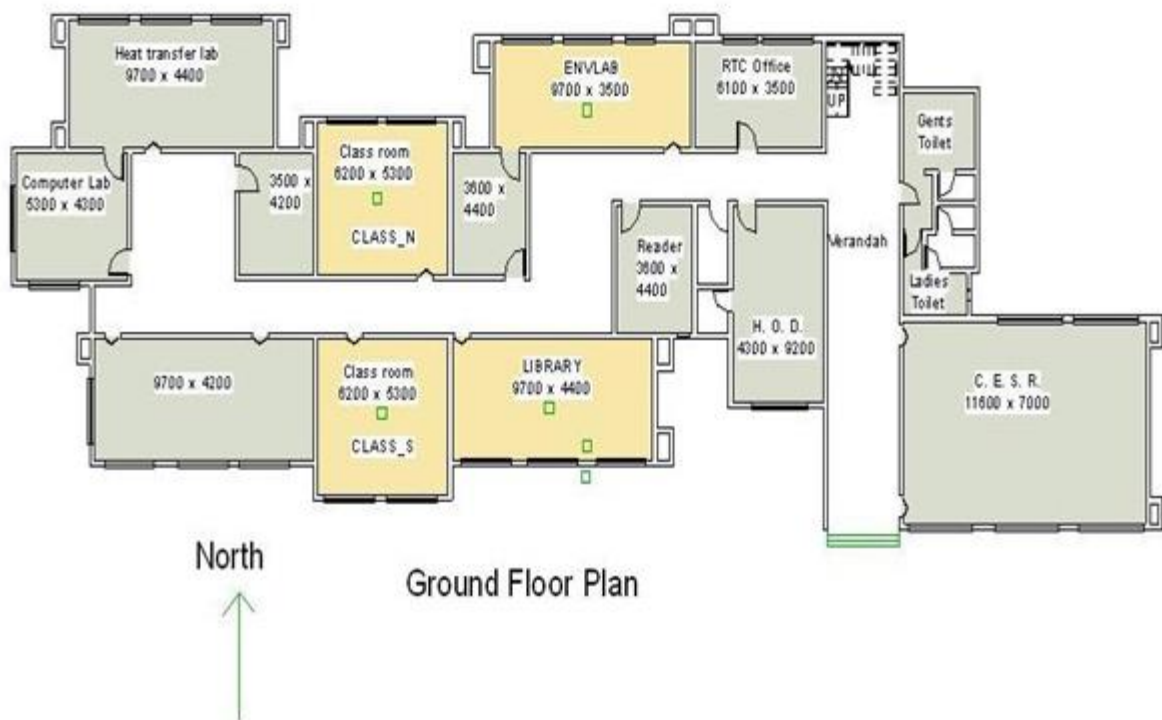 Heat transfer lab
9700 x 4400
ENVLAB
9700 x 3500
RTC Office
6100 x 3500
UP
Gents
Toilet
Computer Lab
5300 x 4300
3500 x
4200
Class room
6200 x 5300
CLASS_N
3600 x
4400
Reader
3600 x
4400
Verandah
Ladies
Toilet
H. O. D.
4300 x 9200
9700 x 4200
Class room
6200 x 5300
CLASS_S
LIBRARY
9700 x 4400
C. E. S. R.
11600 x 7000
North
Ground Floor Plan